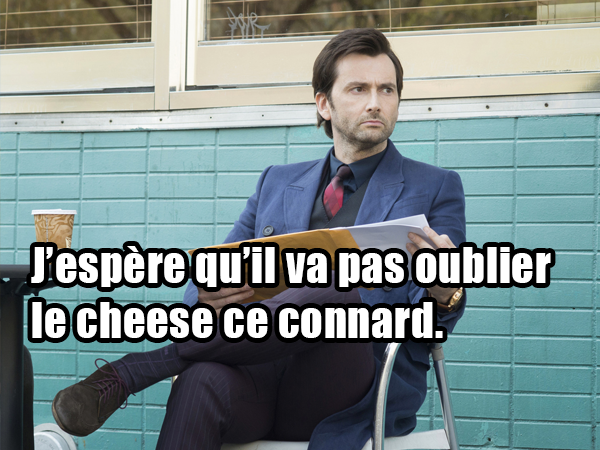 J’espère qu’il va pas oublier
le cheese ce connard.